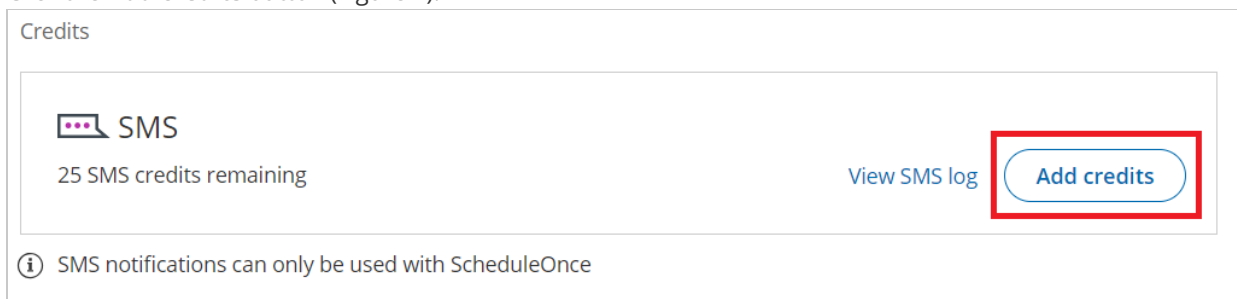 Credits
SMS
25 SMS credits remaining
View SMS log
Add credits
SMS notifications can only be used with ScheduleOnce